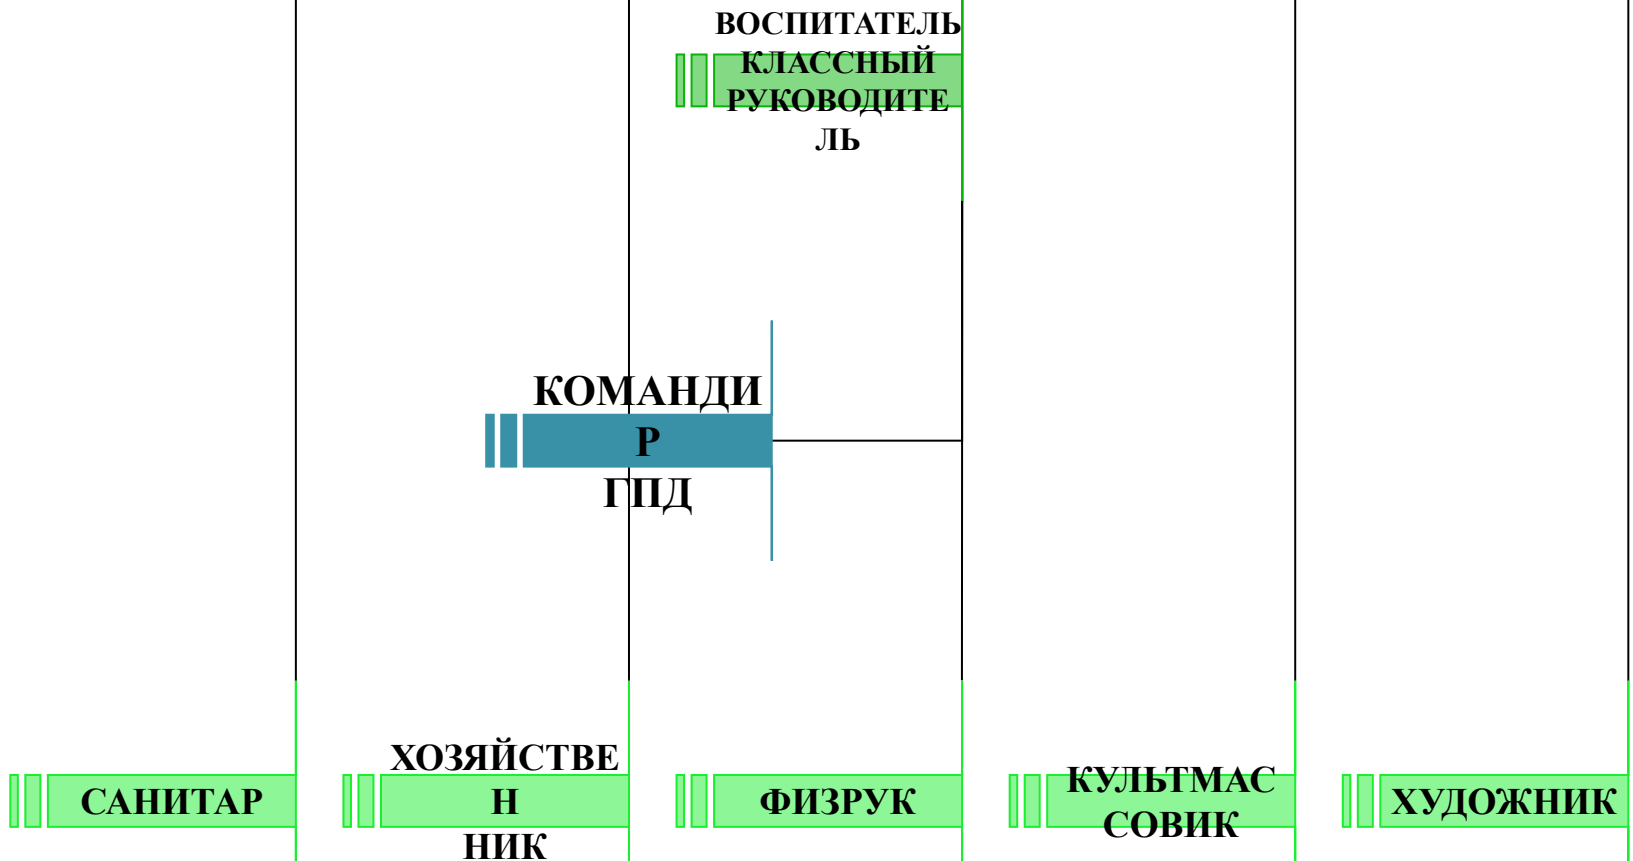 ВОСПИТАТЕЛЬ
КЛАССНЫЙ
РУКОВОДИТЕ
ЛЬ
КОМАНДИ
Р
ГПД
САНИТАР
ХОЗЯЙСТВЕ
Н
НИК
ФИЗРУК
КУЛЬТМАС
СОВИК
ХУДОЖНИК